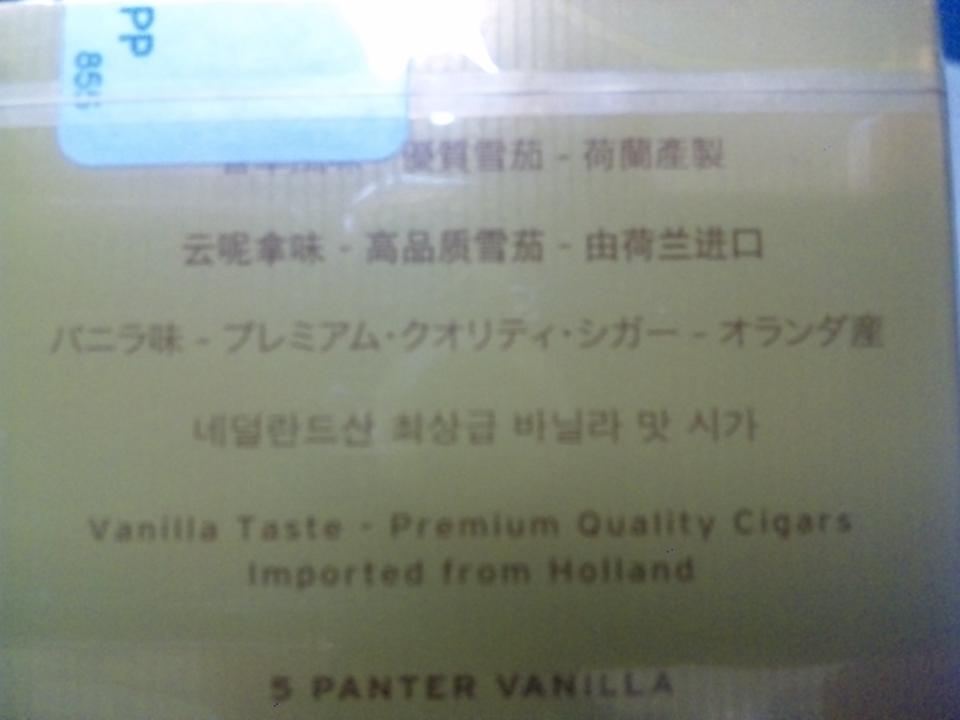 PP
85
優質雪茄 - 荷蘭產製
云呢拿味 - 高品质雪茄 - 由荷兰进口
バニラ味 - プレミアム・クオリティ・シガー - オランダ産
네덜란드산 최상급 바닐라 맛 시가
Vanilla Taste - Premium Quality Cigars
Imported from Holland
5 PANTER VANILLA